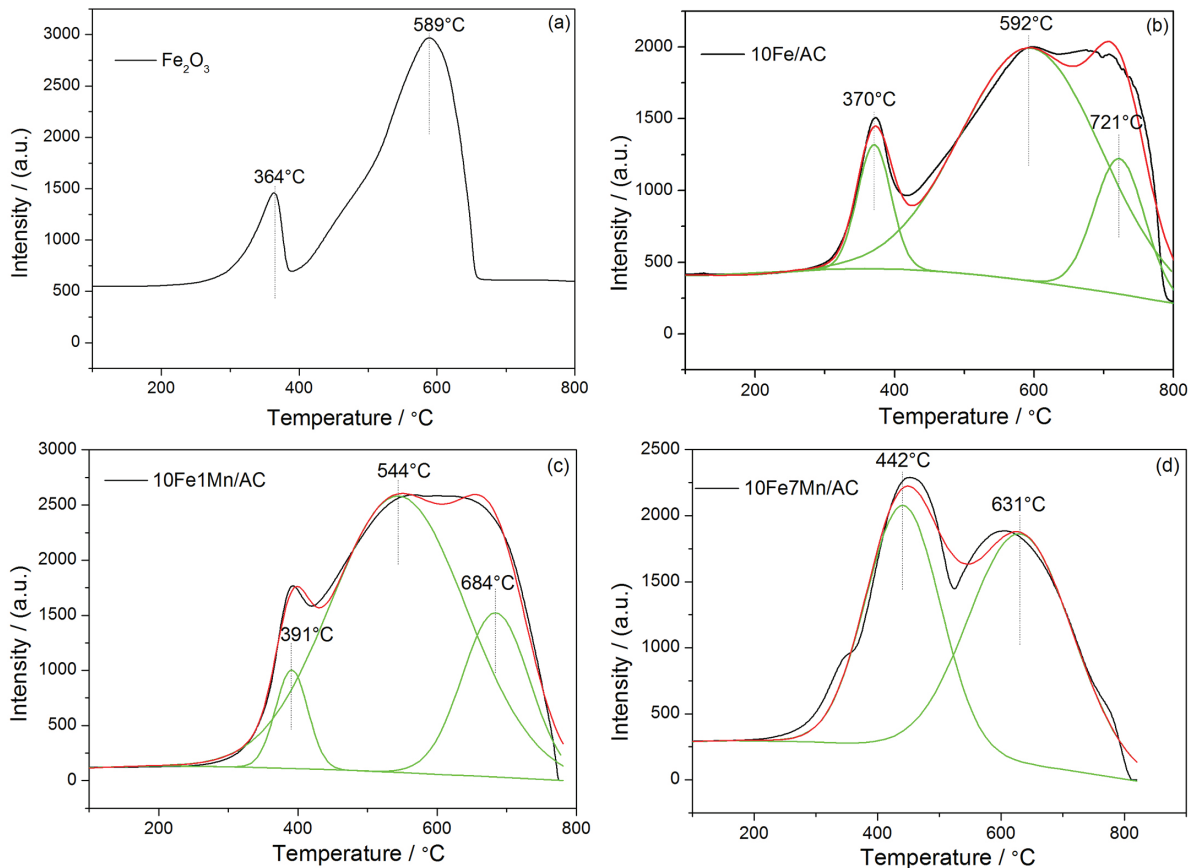 (a)
589°C
Fe₂O₃
364°C
3000
2500
2000
1500
1000
500
0
Intensity / (a.u.)
200
400
600
800
Temperature / °C
(b)
592°C
10Fe/AC
370°C
721°C
2000
1500
1000
500
0
Intensity / (a.u.)
200
400
600
800
Temperature / °C
(c)
544°C
10Fe1Mn/AC
684°C
391°C
3000
2500
2000
1500
1000
500
0
Intensity / (a.u.)
200
400
600
800
Temperature / °C
(d)
442°C
10Fe7Mn/AC
631°C
2500
2000
1500
1000
500
0
Intensity / (a.u.)
200
400
600
800
Temperature / °C